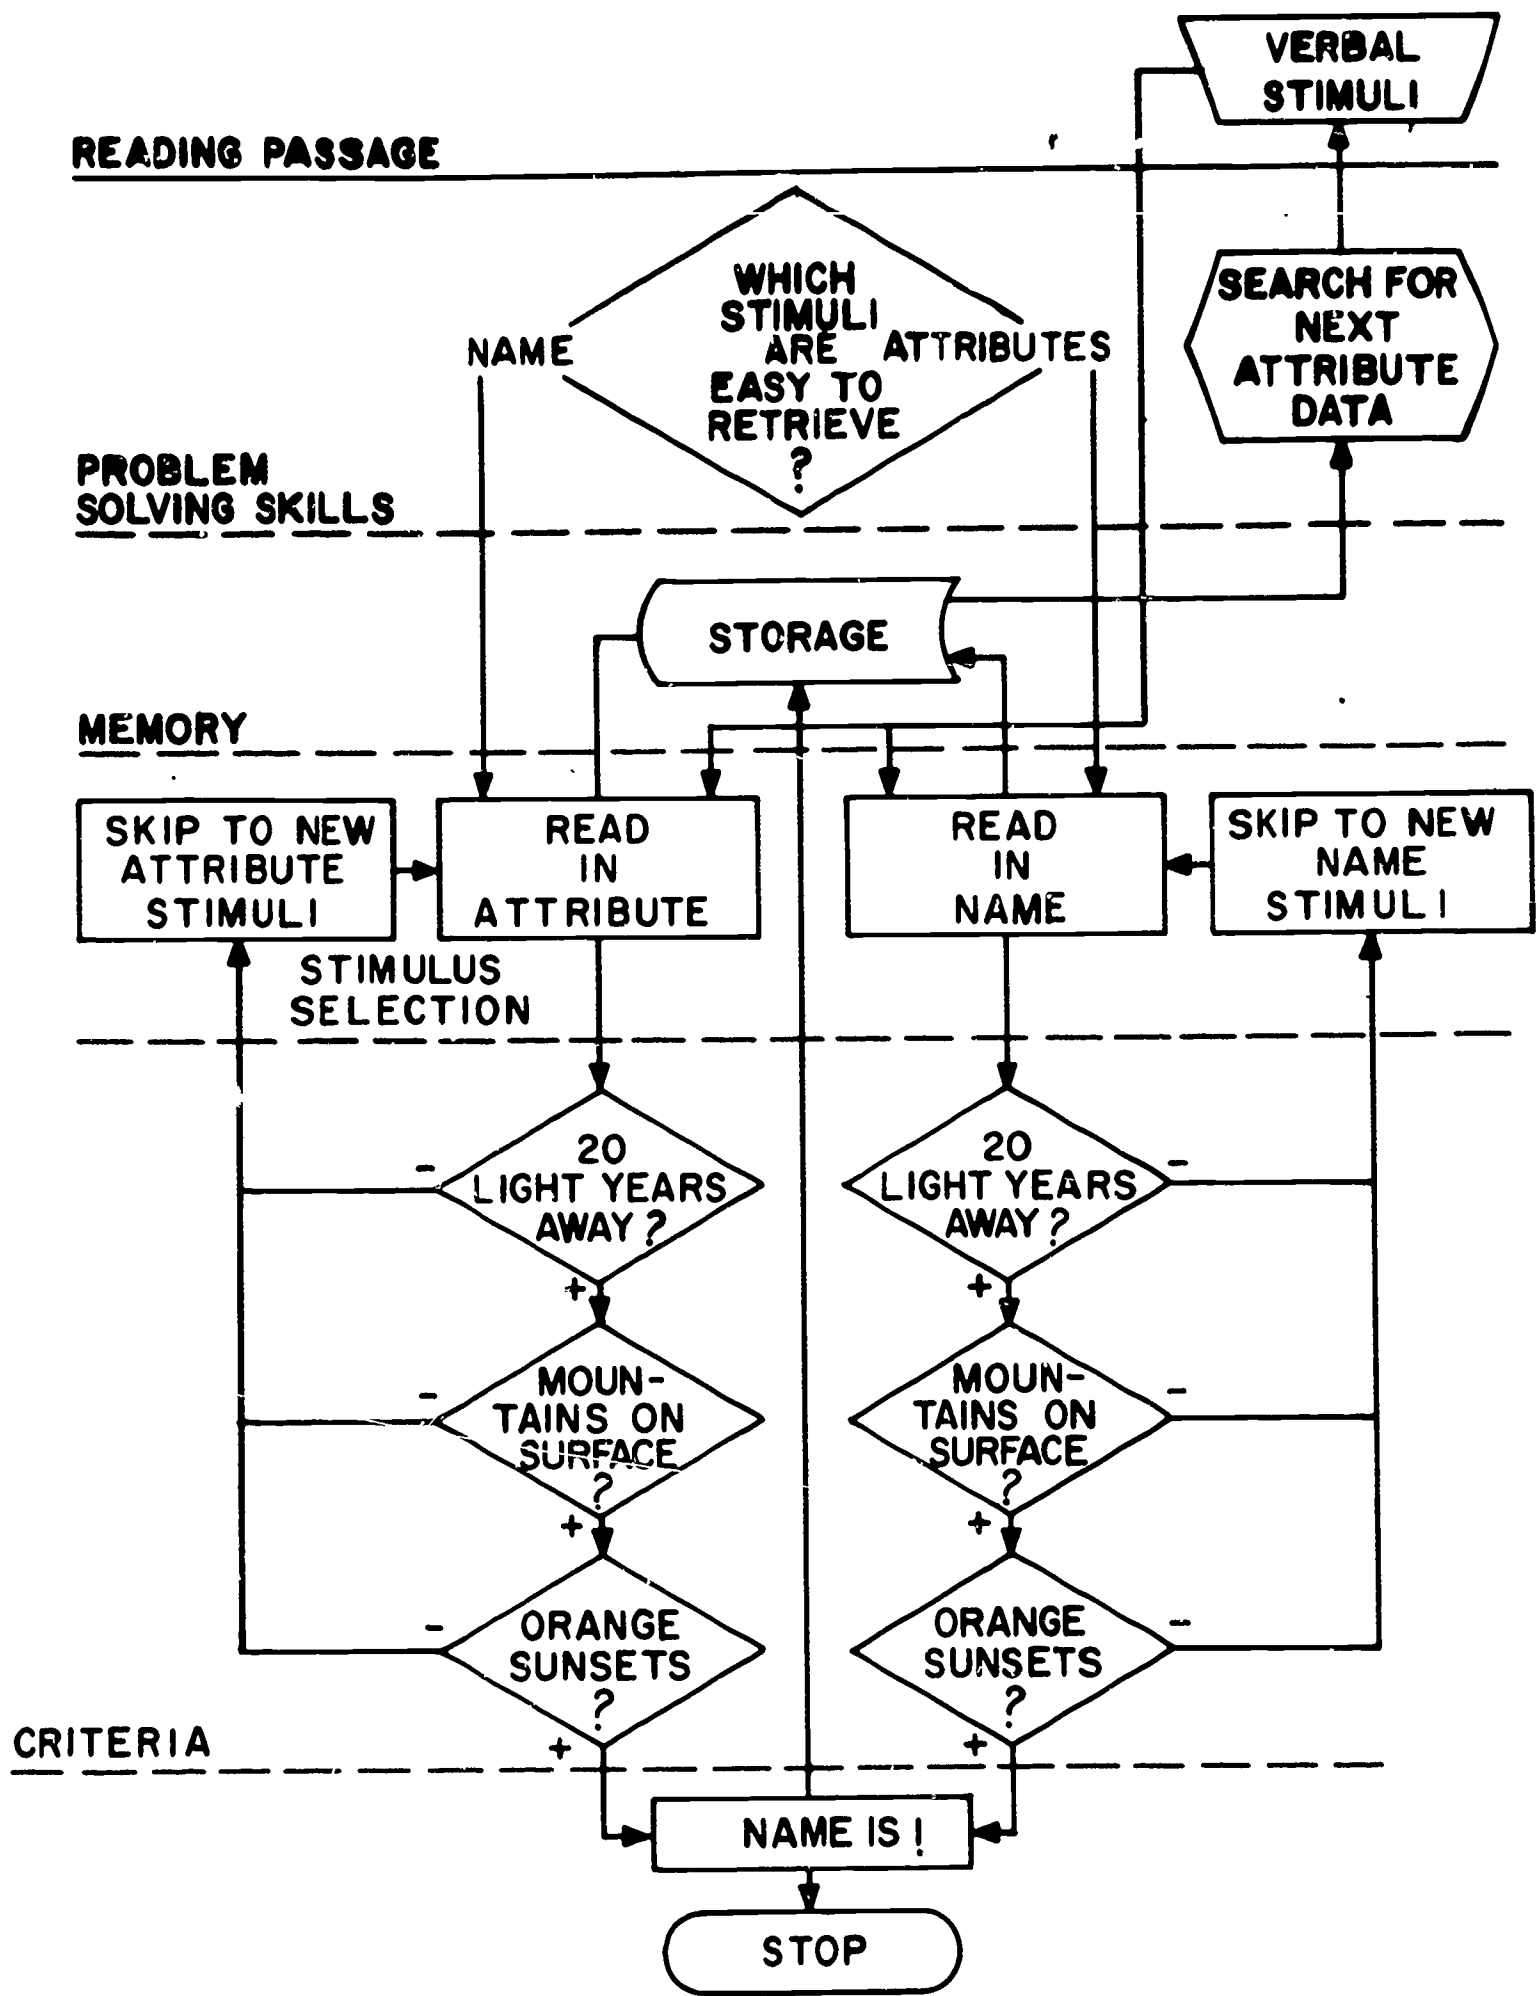 VERBAL
STIMULI
READING PASSAGE
WHICH
STIMULI
ARE
EASY TO
RETRIEVE
?
NAME
ATTRIBUTES
SEARCH FOR
NEXT
ATTRIBUTE
DATA
PROBLEM
SOLVING SKILLS
STORAGE
MEMORY
SKIP TO NEW
ATTRIBUTE
STIMULI
READ
IN
ATTRIBUTE
READ
IN
NAME
SKIP TO NEW
NAME
STIMULI
STIMULUS
SELECTION
20
LIGHT YEARS
AWAY?
-
+
20
LIGHT YEARS
AWAY?
-
+
MOUN-
TAINS ON
SURFACE
?
-
+
MOUN-
TAINS ON
SURFACE
?
-
+
ORANGE
SUNSETS
?
-
+
ORANGE
SUNSETS
?
-
+
CRITERIA
NAME IS!
STOP